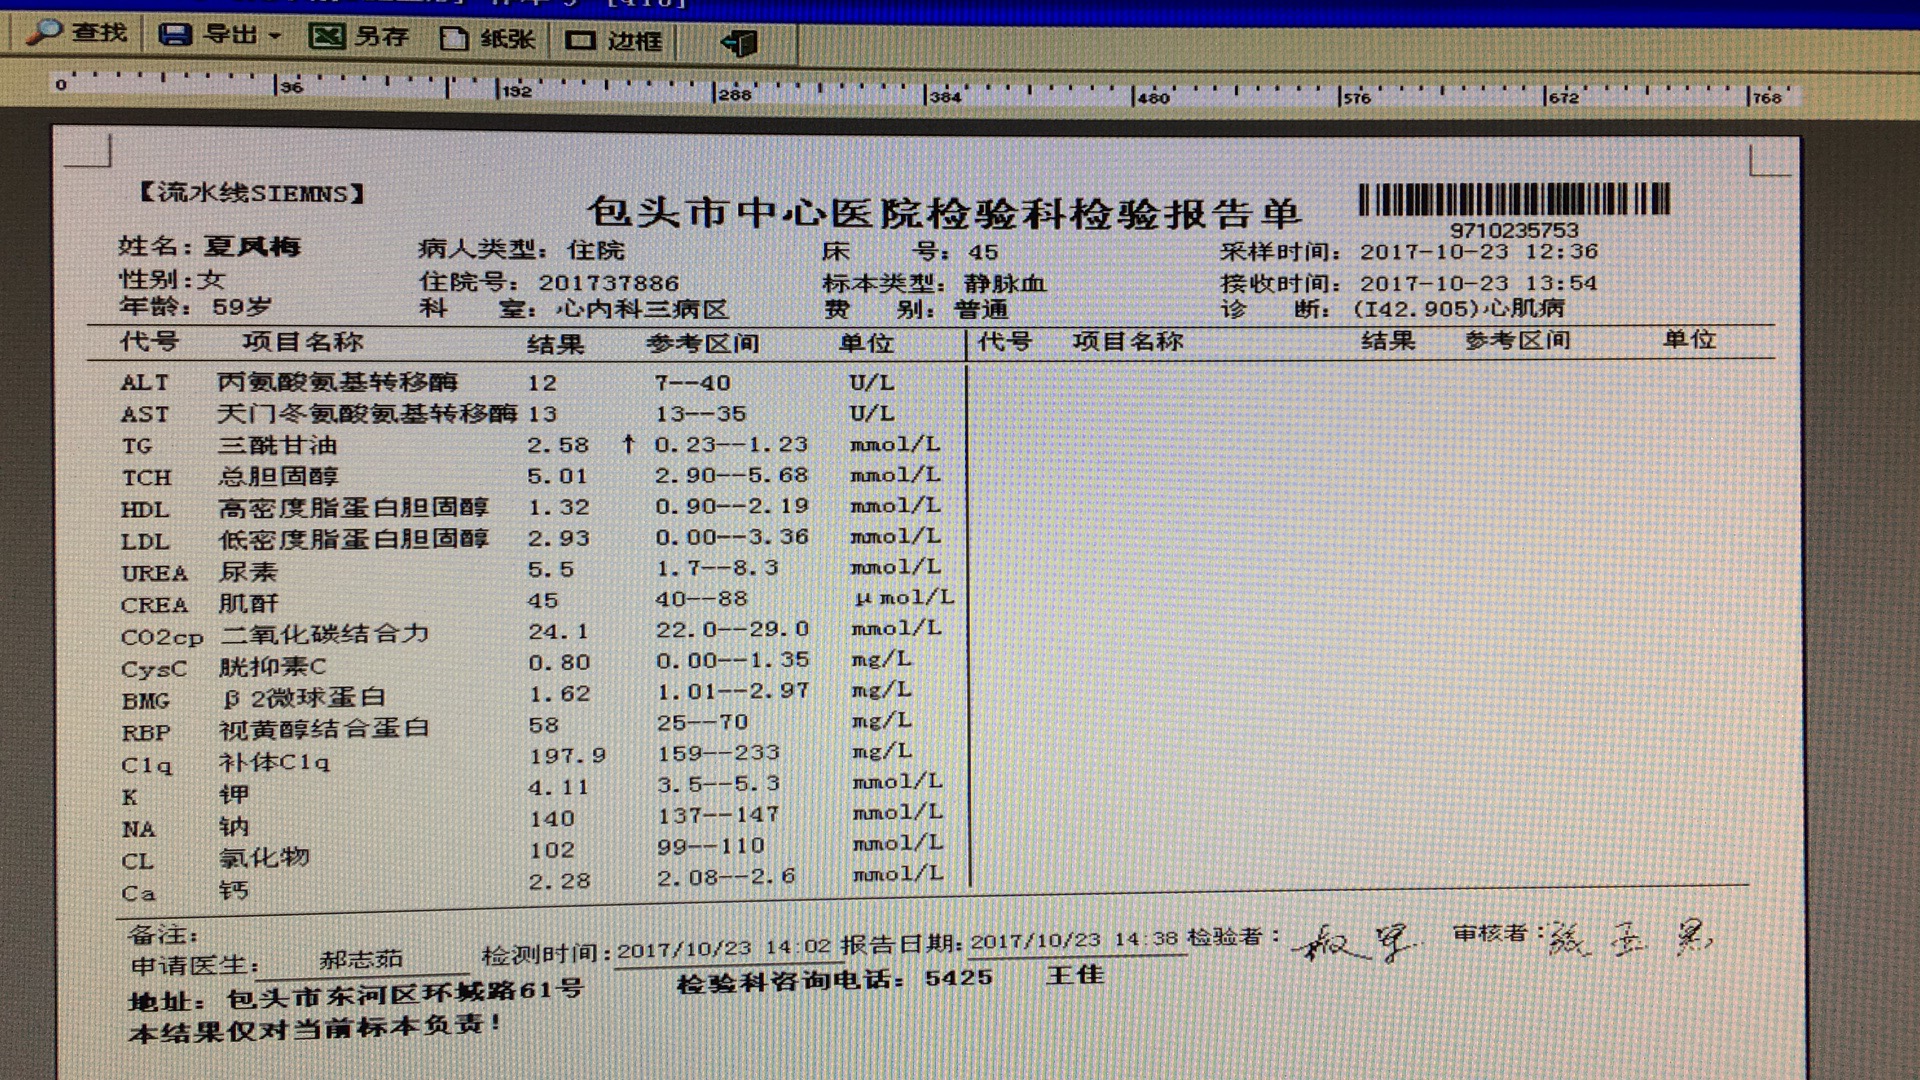 查找 导出 另存 纸张 边框
0 96 192 288 384 480 576 672 768
【流水线SIEMNS】
包头市中心医院检验科检验报告单
9710235753
姓名: 夏凤梅 病人类型: 住院 床 号: 45 采样时间: 2017-10-23 12:36
性别:女 住院号: 201737886 标本类型: 静脉血 接收时间: 2017-10-23 13:54
年龄: 59岁 科 室: 心内科三病区 费 别: 普通 诊 断: (I42.905)心肌病
代号 项目名称 结果 参考区间 单位 代号 项目名称 结果 参考区间 单位
ALT 丙氨酸氨基转移酶 12 7--40 U/L
AST 天门冬氨酸氨基转移酶 13 13--35 U/L
TG 三酰甘油 2.58 ↑ 0.23--1.23 mmol/L
TCH 总胆固醇 5.01 2.90--5.68 mmol/L
HDL 高密度脂蛋白胆固醇 1.32 0.90--2.19 mmol/L
LDL 低密度脂蛋白胆固醇 2.93 0.00--3.36 mmol/L
UREA 尿素 5.5 1.7--8.3 mmol/L
CREA 肌酐 45 40--88 μmol/L
CO2cp 二氧化碳结合力 24.1 22.0--29.0 mmol/L
CysC 胱抑素C 0.80 0.00--1.35 mg/L
BMG β2微球蛋白 1.62 1.01--2.97 mg/L
RBP 视黄醇结合蛋白 58 25--70 mg/L
C1q 补体C1q 197.9 159--233 mg/L
K 钾 4.11 3.5--5.3 mmol/L
NA 钠 140 137--147 mmol/L
CL 氯化物 102 99--110 mmol/L
Ca 钙 2.28 2.08--2.6 mmol/L
备注:
申请医生: 郝志茹 检测时间:2017/10/23 14:02 报告日期:2017/10/23 14:38 检验者: 审核者:
地址: 包头市东河区环城路61号 检验科咨询电话: 5425 王佳
本结果仅对当前标本负责!